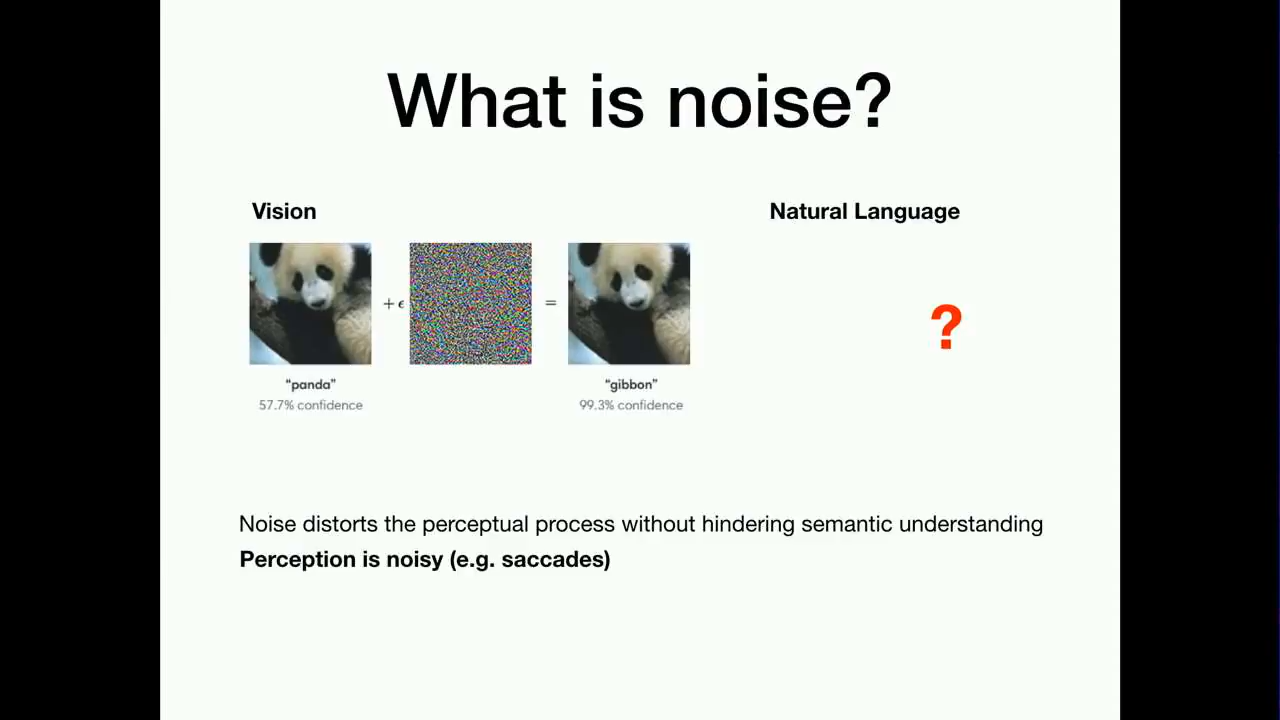 What is noise?
Vision
Natural Language
+ ϵ
=
?
“panda”
“gibbon”
57.7% confidence
99.3% confidence
Noise distorts the perceptual process without hindering semantic understanding
Perception is noisy (e.g. saccades)